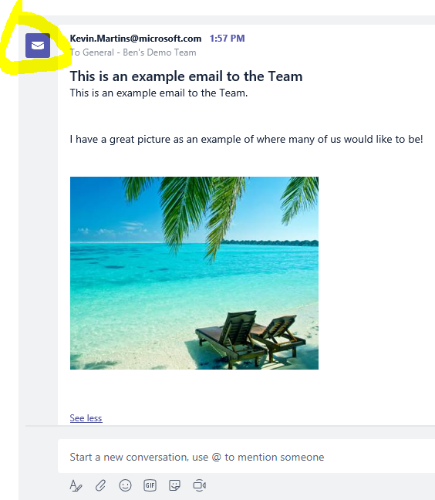 Kevin.Martins@microsoft.com 1:57 PM
To General - Ben's Demo Team
This is an example email to the Team
This is an example email to the Team.
I have a great picture as an example of where many of us would like to be!
See less
Start a new conversation, use @ to mention someone
GIF